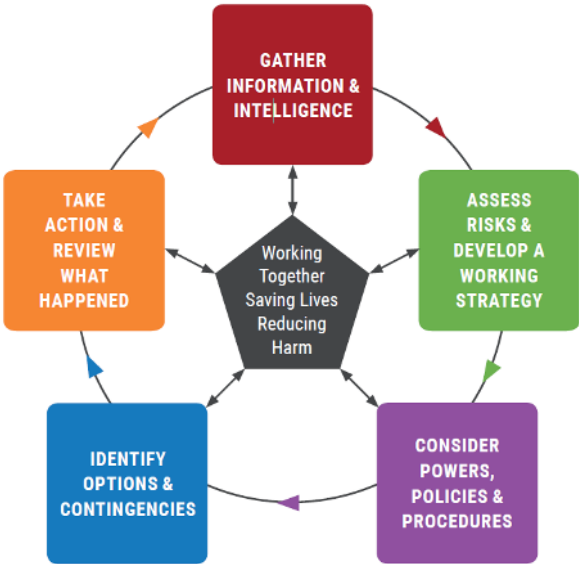 GATHER
INFORMATION &
INTELLIGENCE
ASSESS
RISKS &
DEVELOP A
WORKING
STRATEGY
CONSIDER
POWERS,
POLICIES &
PROCEDURES
IDENTIFY
OPTIONS &
CONTINGENCIES
TAKE
ACTION &
REVIEW
WHAT
HAPPENED
Working
Together
Saving Lives
Reducing
Harm